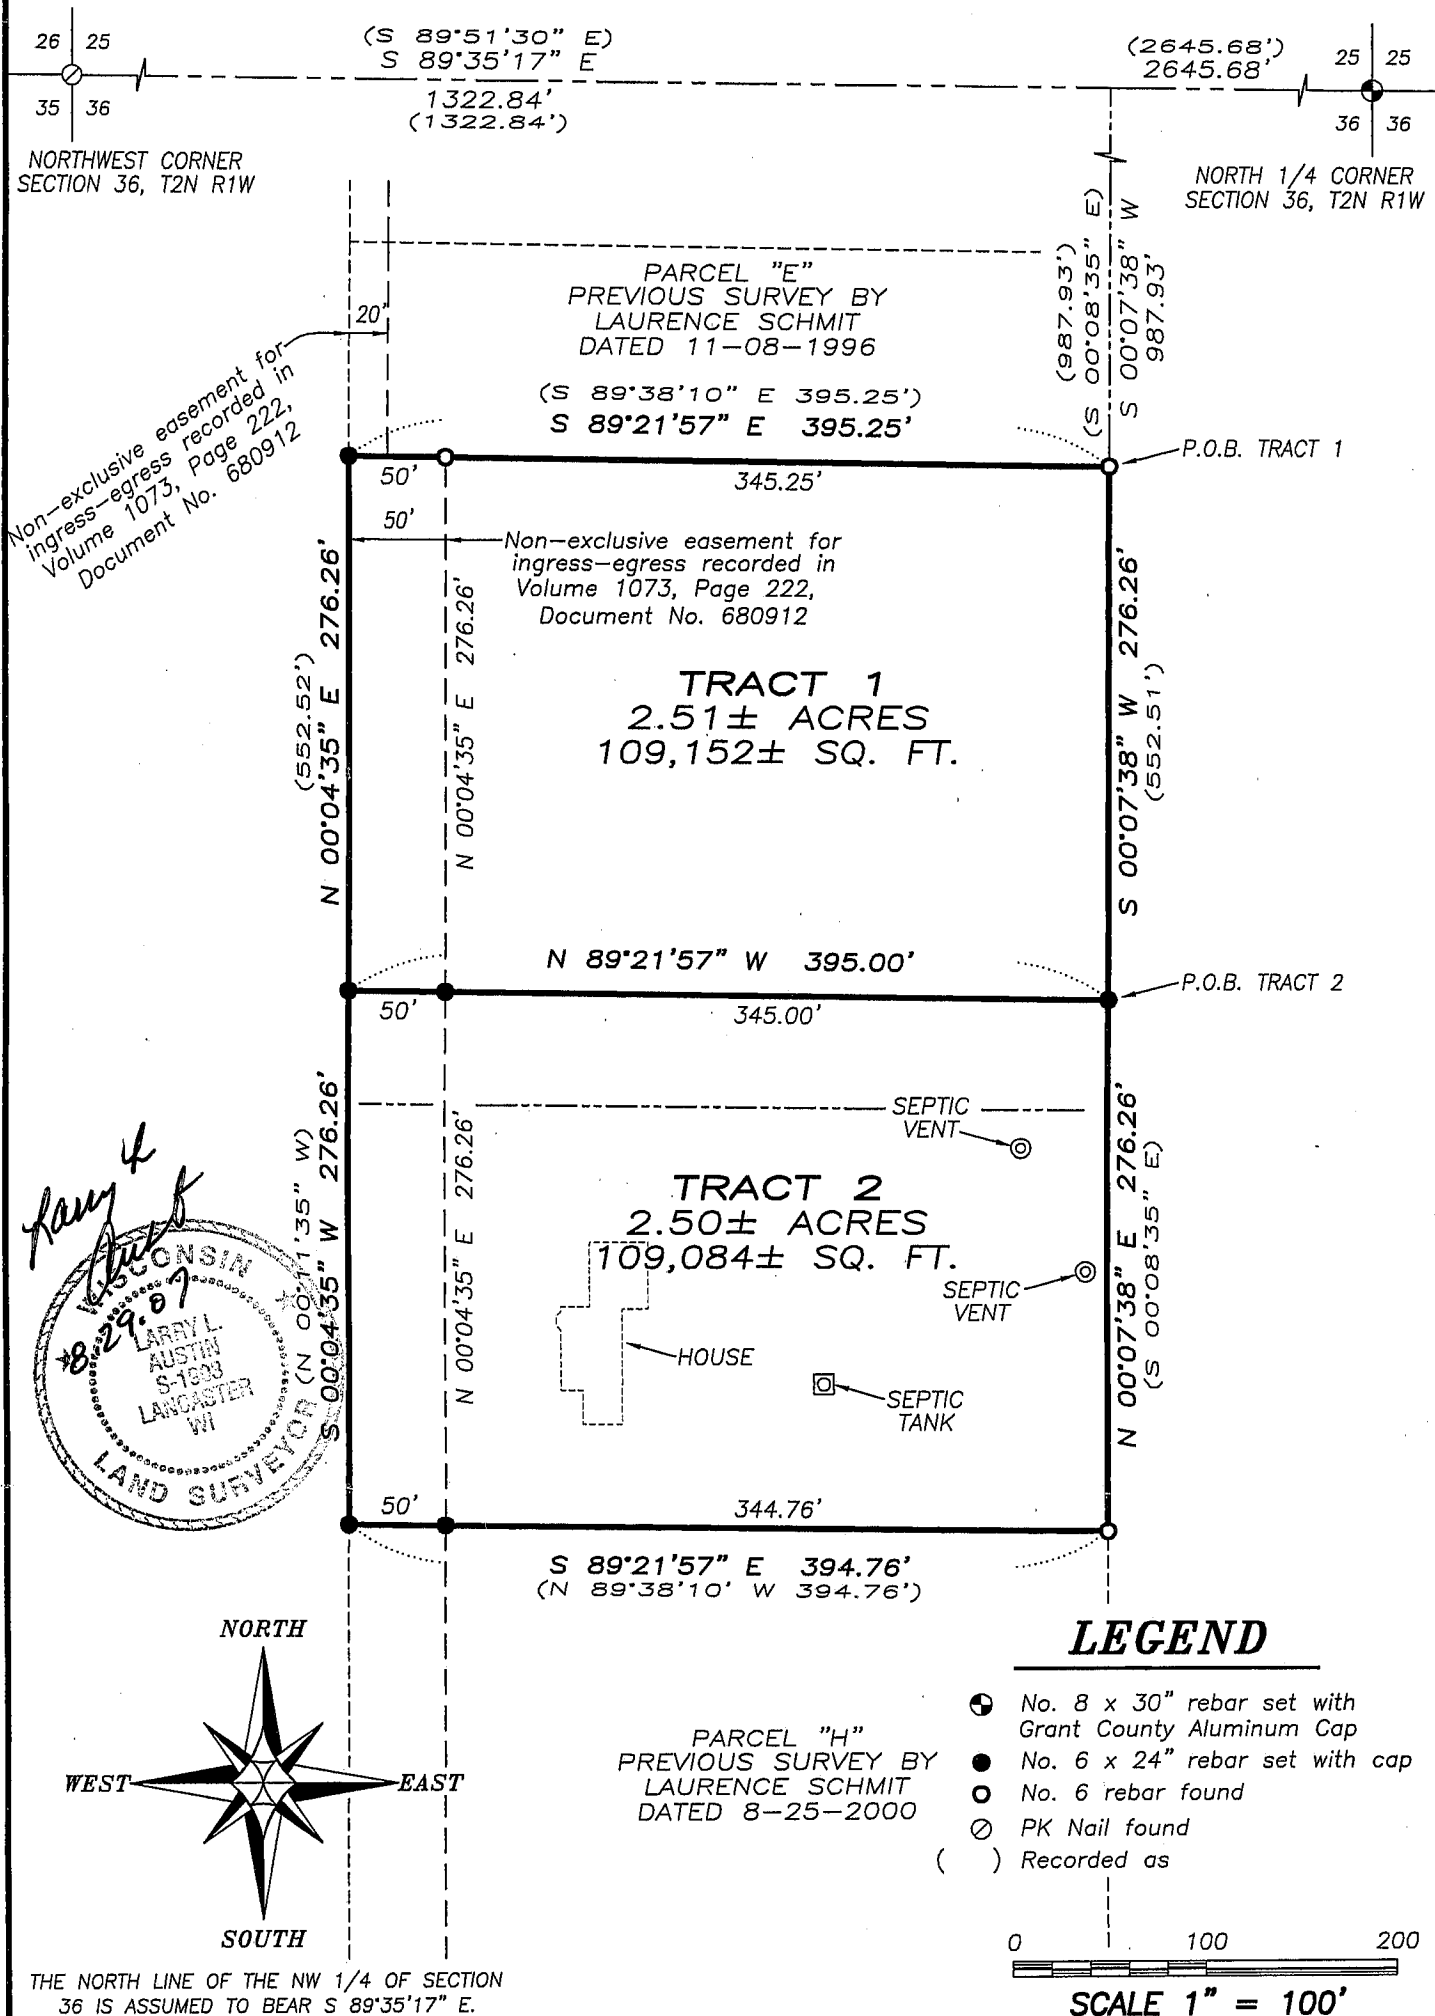 26 25
35 36
NORTHWEST CORNER
SECTION 36, T2N R1W
(S 89°51'30" E)
S 89°35'17" E
1322.84'
(1322.84')
(2645.68')
2645.68'
25 25
36 36
NORTH 1/4 CORNER
SECTION 36, T2N R1W
(987.93')
(S 00°08'35" E)
S 00°07'38" W
987.93'
PARCEL "E"
PREVIOUS SURVEY BY
LAURENCE SCHMIT
DATED 11-08-1996
20'
Non-exclusive easement for
ingress-egress recorded in
Volume 1073, Page 222,
Document No. 680912
(S 89°38'10" E 395.25')
S 89°21'57" E 395.25'
P.O.B. TRACT 1
50'
345.25'
50'
Non-exclusive easement for
ingress-egress recorded in
Volume 1073, Page 222,
Document No. 680912
(552.52')
N 00°04'35" E 276.26'
N 00°04'35" E 276.26'
TRACT 1
2.51± ACRES
109,152± SQ. FT.
S 00°07'38" W 276.26'
(552.51')
N 89°21'57" W 395.00'
P.O.B. TRACT 2
50'
345.00'
(N 00°11'35" W)
S 00°04'35" W 276.26'
N 00°04'35" E 276.26'
SEPTIC
VENT
TRACT 2
2.50± ACRES
109,084± SQ. FT.
SEPTIC
VENT
HOUSE
SEPTIC
TANK
N 00°07'38" E 276.26'
(S 00°08'35" E)
Larry L
Austin
8.29.07
WISCONSIN
LARRY L.
AUSTIN
LANCASTER
WI
LAND SURVEYOR
50'
344.76'
S 89°21'57" E 394.76'
(N 89°38'10' W 394.76')
NORTH
WEST
EAST
SOUTH
PARCEL "H"
PREVIOUS SURVEY BY
LAURENCE SCHMIT
DATED 8-25-2000
LEGEND
No. 8 x 30" rebar set with
Grant County Aluminum Cap
No. 6 x 24" rebar set with cap
No. 6 rebar found
PK Nail found
( ) Recorded as
THE NORTH LINE OF THE NW 1/4 OF SECTION
36 IS ASSUMED TO BEAR S 89°35'17" E.
0 100 200
SCALE 1" = 100'